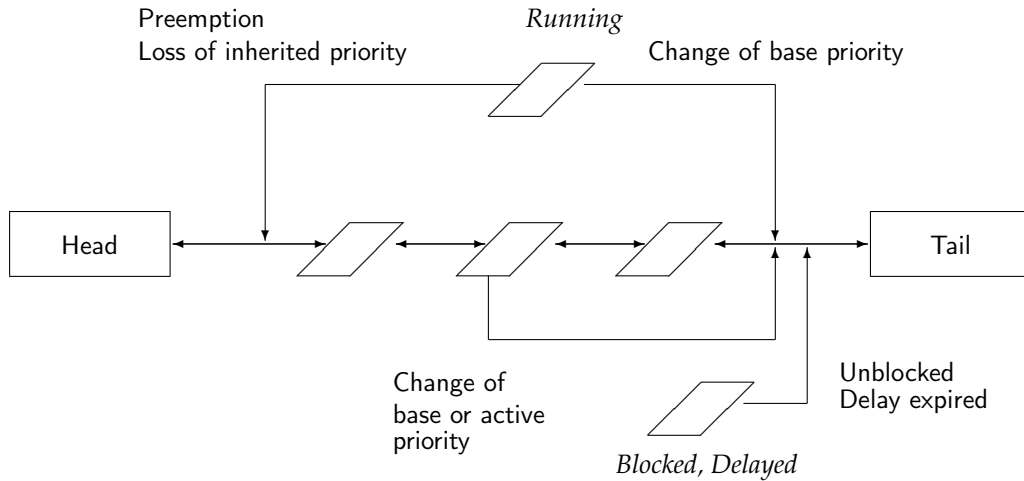 Preemption
Loss of inherited priority
Running
Change of base priority
Head
Tail
Change of
base or active
priority
Unblocked
Delay expired
Blocked, Delayed